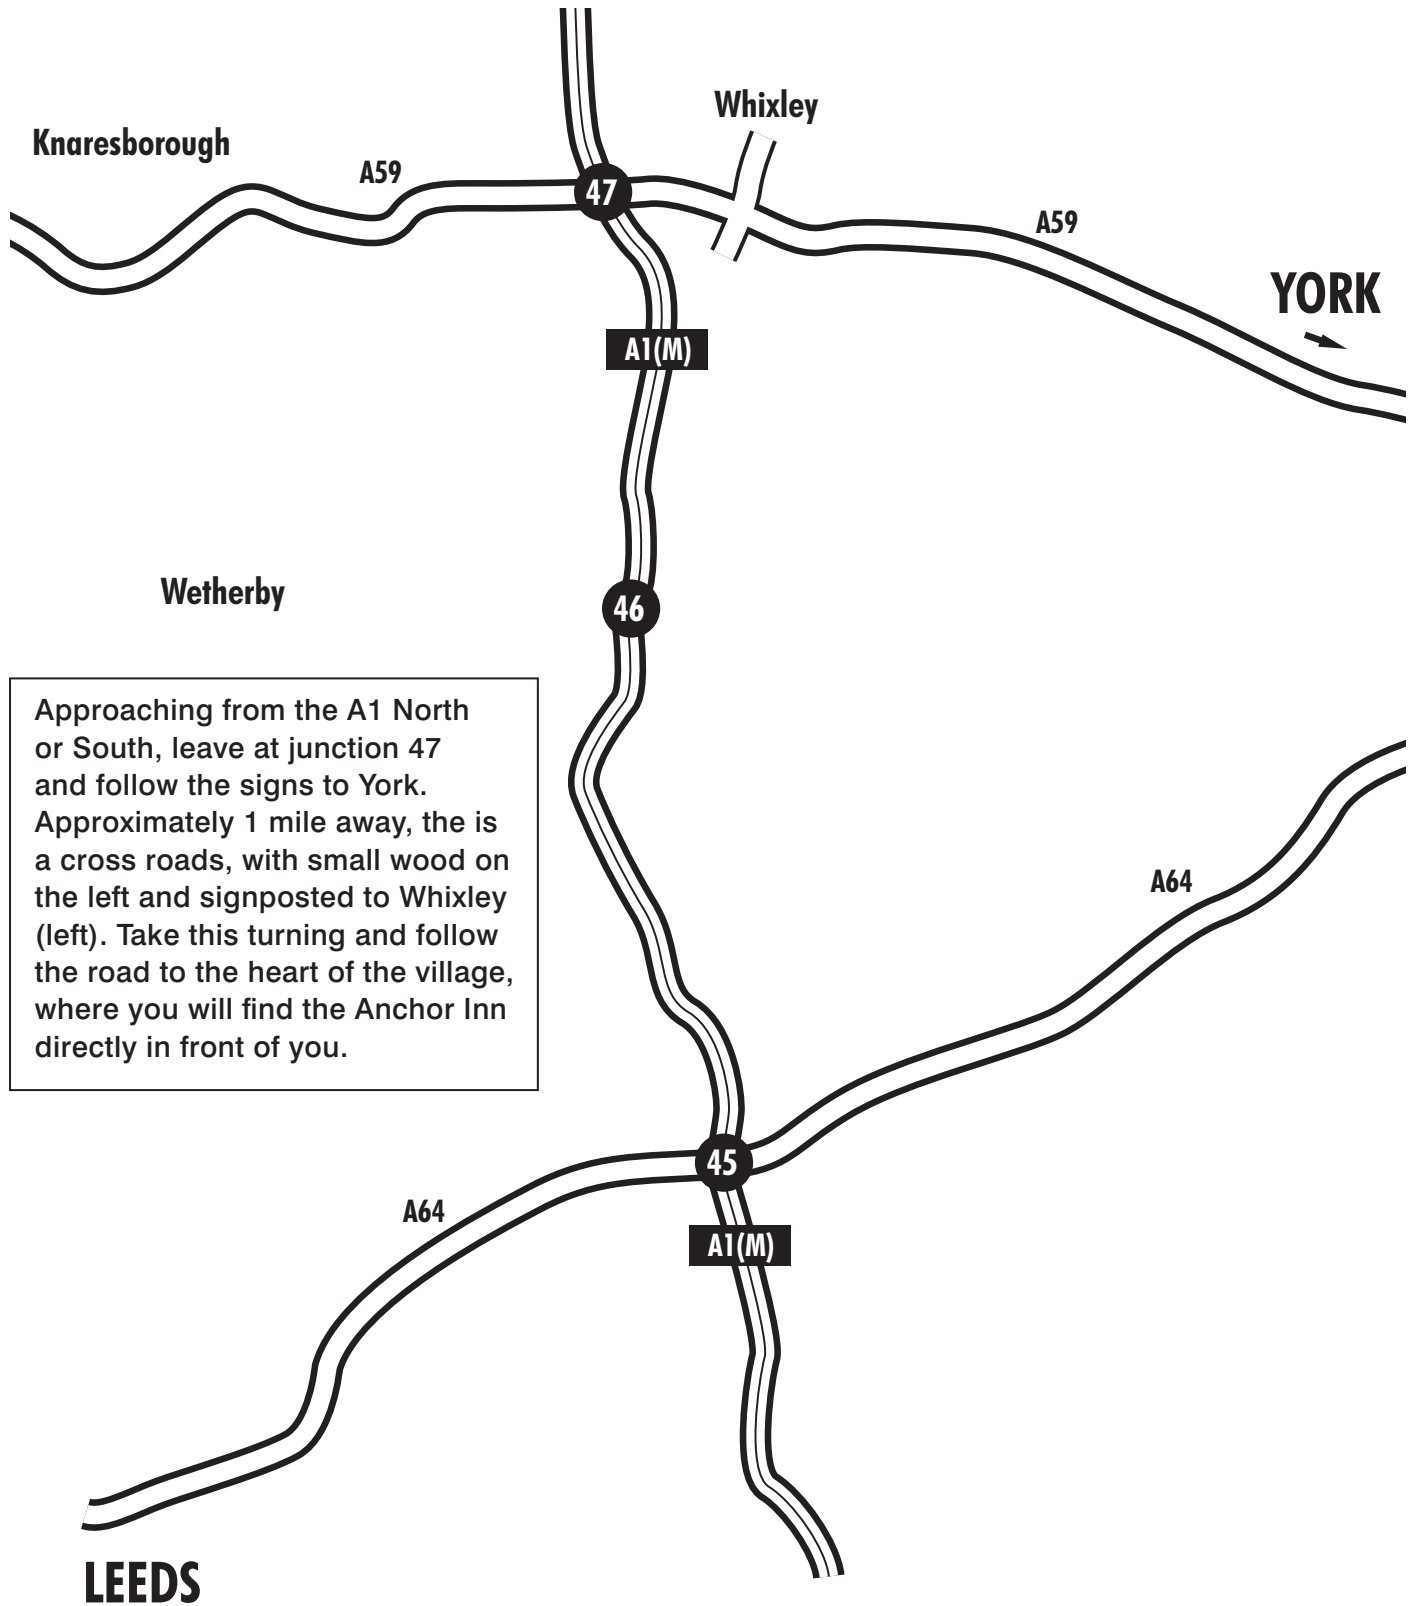 Whixley
Knaresborough
A59
47
A59
YORK
A1(M)
Wetherby
46
Approaching from the A1 North
or South, leave at junction 47
and follow the signs to York.
Approximately 1 mile away, the is
a cross roads, with small wood on
the left and signposted to Whixley
(left). Take this turning and follow
the road to the heart of the village,
where you will find the Anchor Inn
directly in front of you.
A64
45
A64
A1(M)
LEEDS